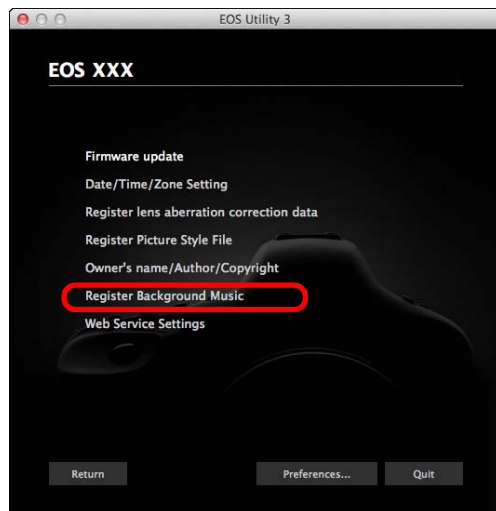 EOS Utility 3
EOS XXX
Firmware update
Date/Time/Zone Setting
Register lens aberration correction data
Register Picture Style File
Owner's name/Author/Copyright
Register Background Music
Web Service Settings
Return Preferences... Quit